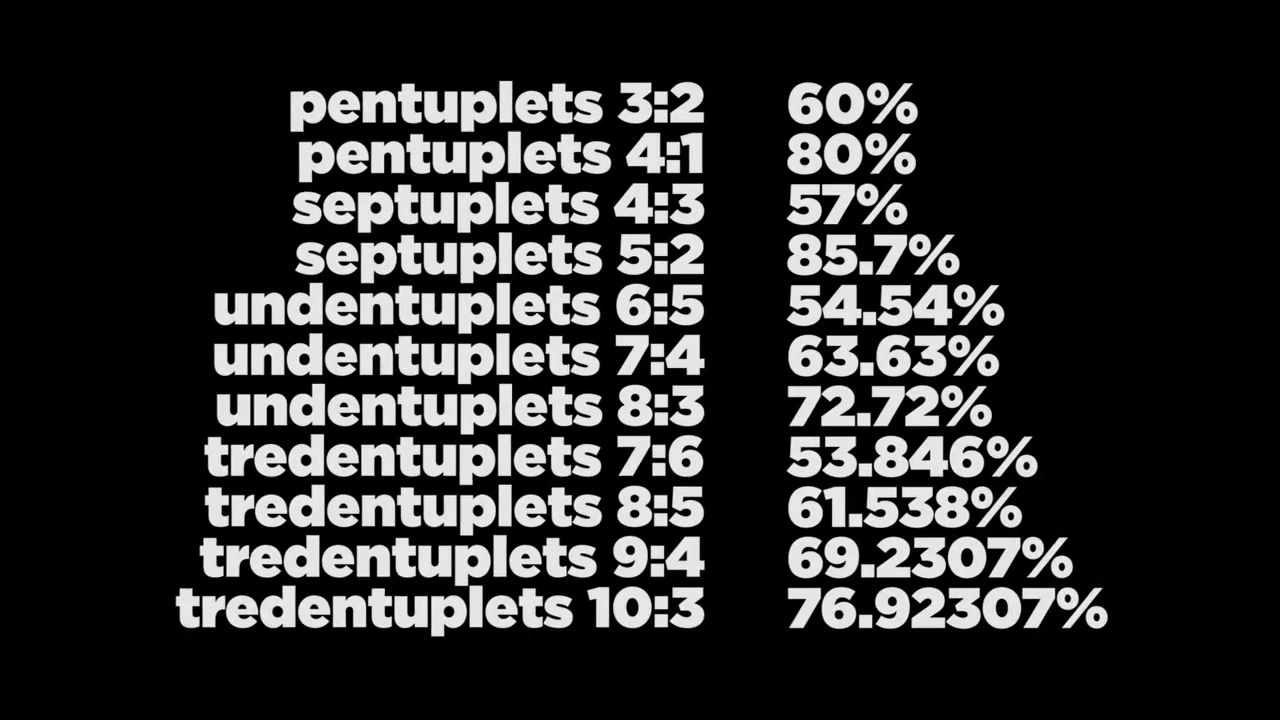 pentuplets 3:2 60%
pentuplets 4:1 80%
septuplets 4:3 57%
septuplets 5:2 85.7%
undentuplets 6:5 54.54%
undentuplets 7:4 63.63%
undentuplets 8:3 72.72%
tredentuplets 7:6 53.846%
tredentuplets 8:5 61.538%
tredentuplets 9:4 69.2307%
tredentuplets 10:3 76.92307%